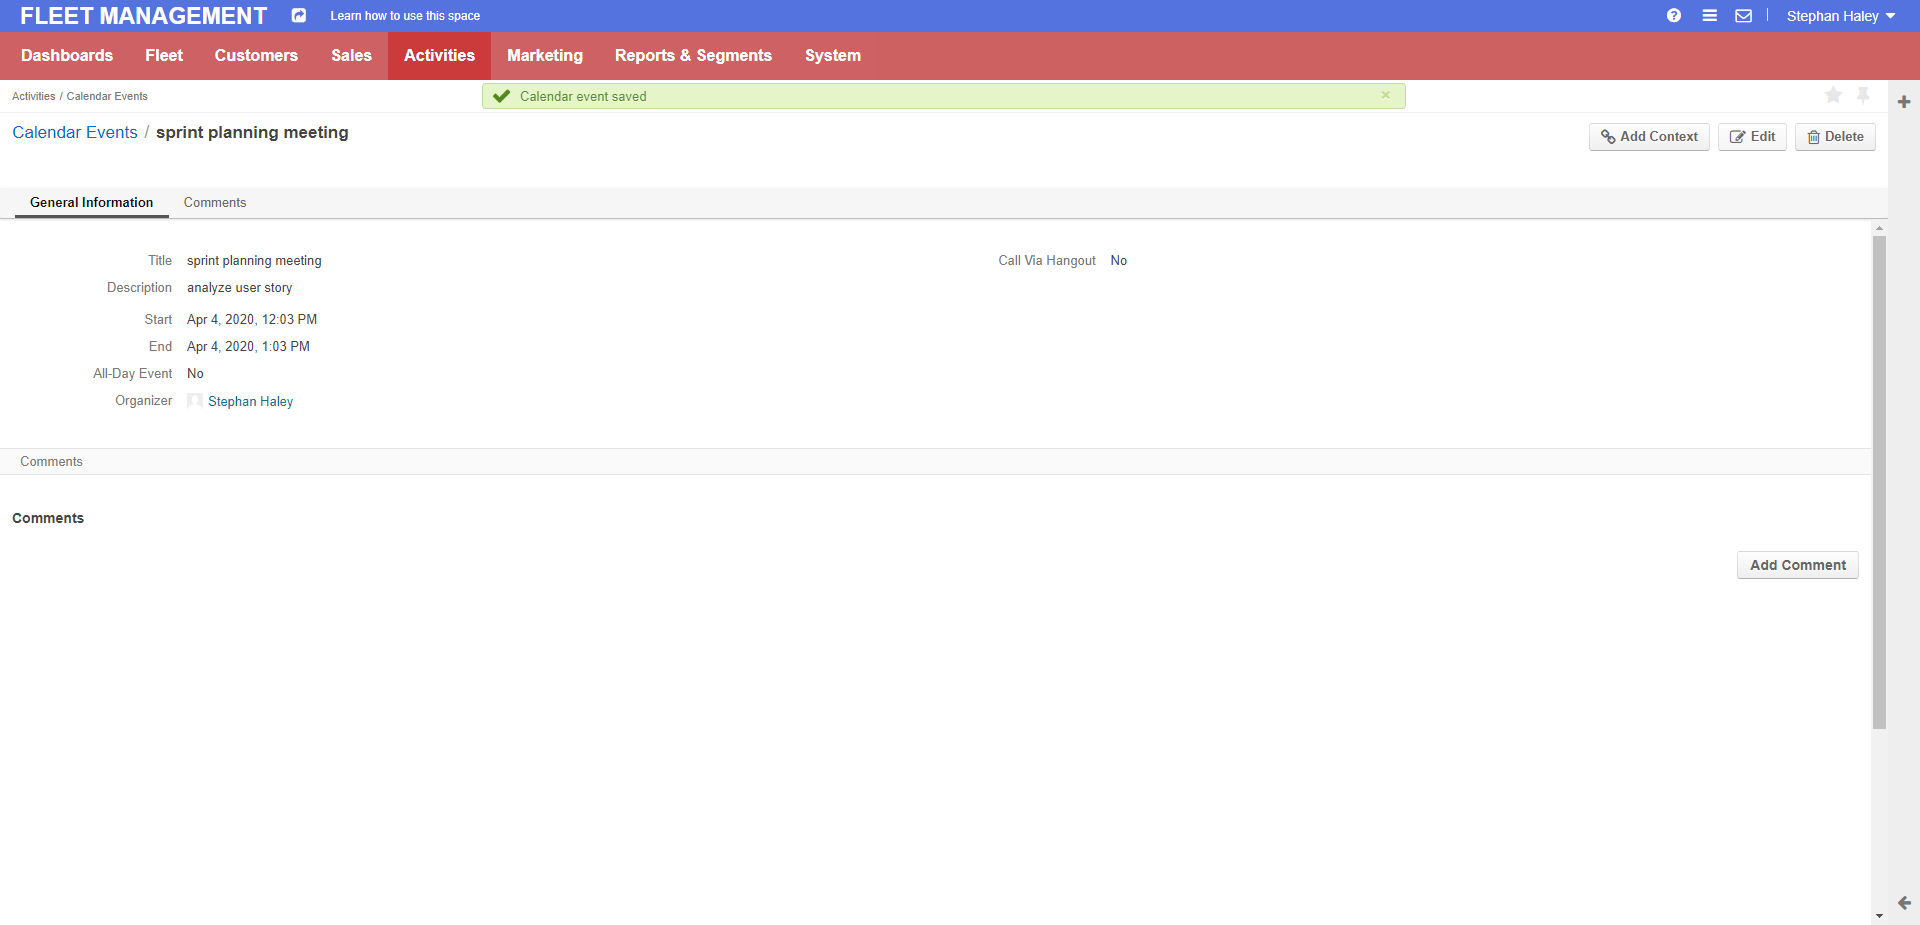 FLEET MANAGEMENT Learn how to use this space Stephan Haley
Dashboards Fleet Customers Sales Activities Marketing Reports & Segments System
Activities / Calendar Events
Calendar event saved ×
Calendar Events / sprint planning meeting
Add Context Edit Delete
General Information Comments
Title sprint planning meeting Call Via Hangout No
Description analyze user story
Start Apr 4, 2020, 12:03 PM
End Apr 4, 2020, 1:03 PM
All-Day Event No
Organizer Stephan Haley
Comments
Comments
Add Comment